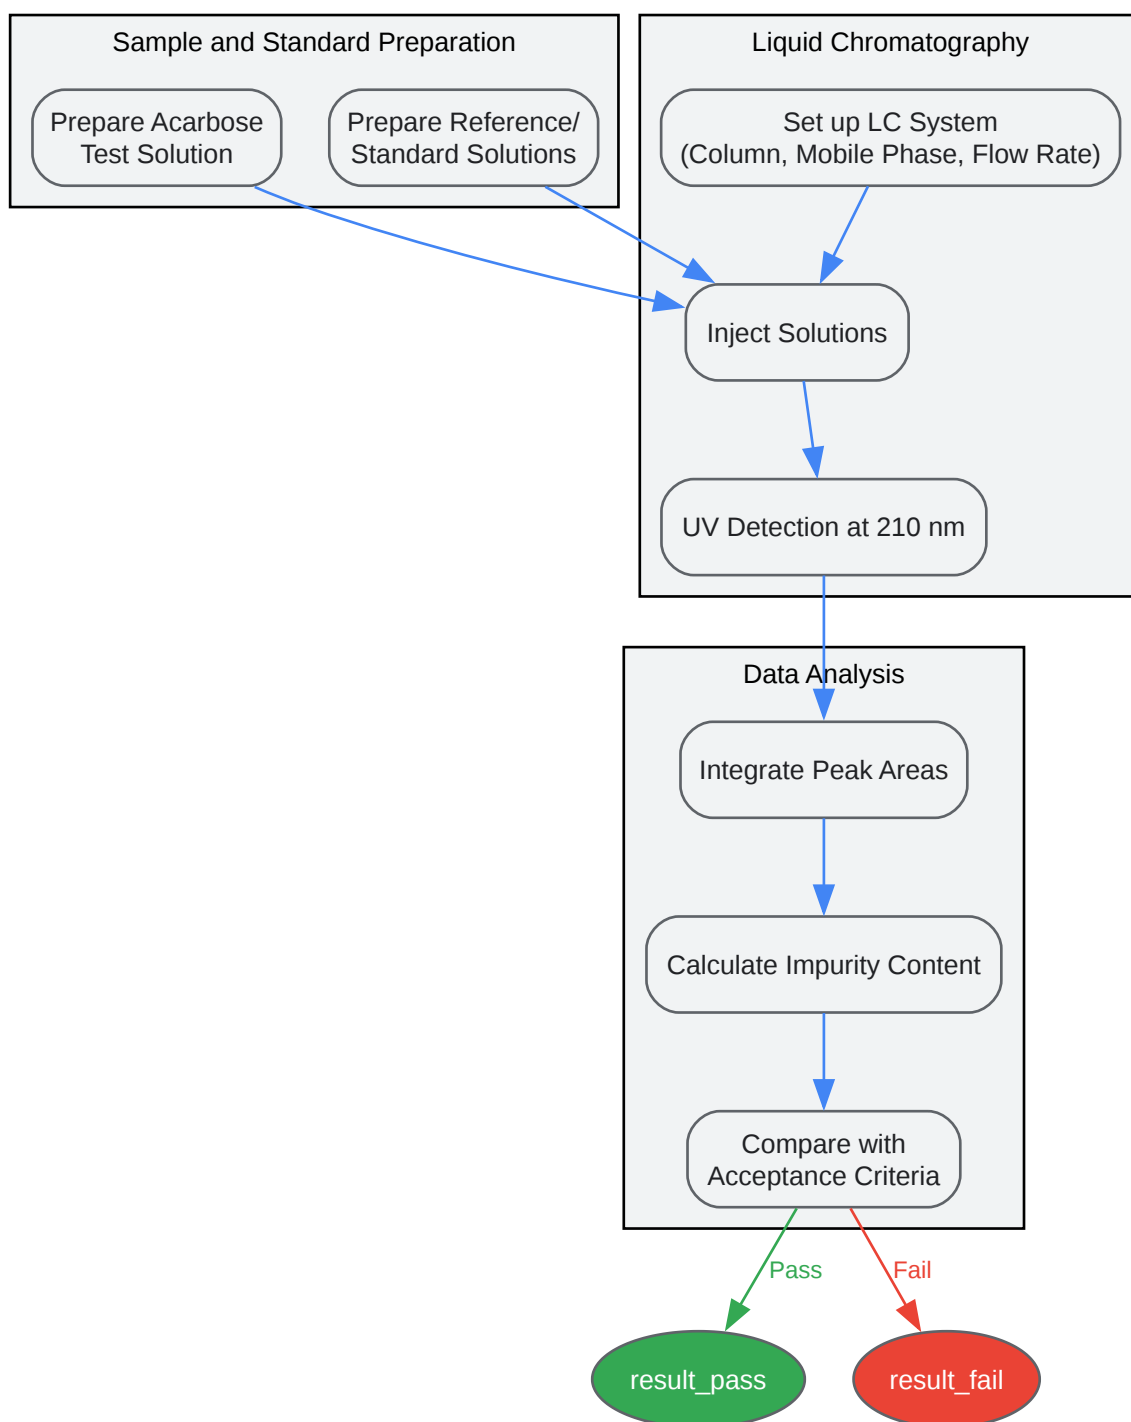 Sample and Standard Preparation
Prepare Acarbose
Test Solution
Prepare Reference/
Standard Solutions
Liquid Chromatography
Set up LC System
(Column, Mobile Phase, Flow Rate)
Inject Solutions
UV Detection at 210 nm
Data Analysis
Integrate Peak Areas
Calculate Impurity Content
Compare with
Acceptance Criteria
Pass
Fail
result_pass
result_fail